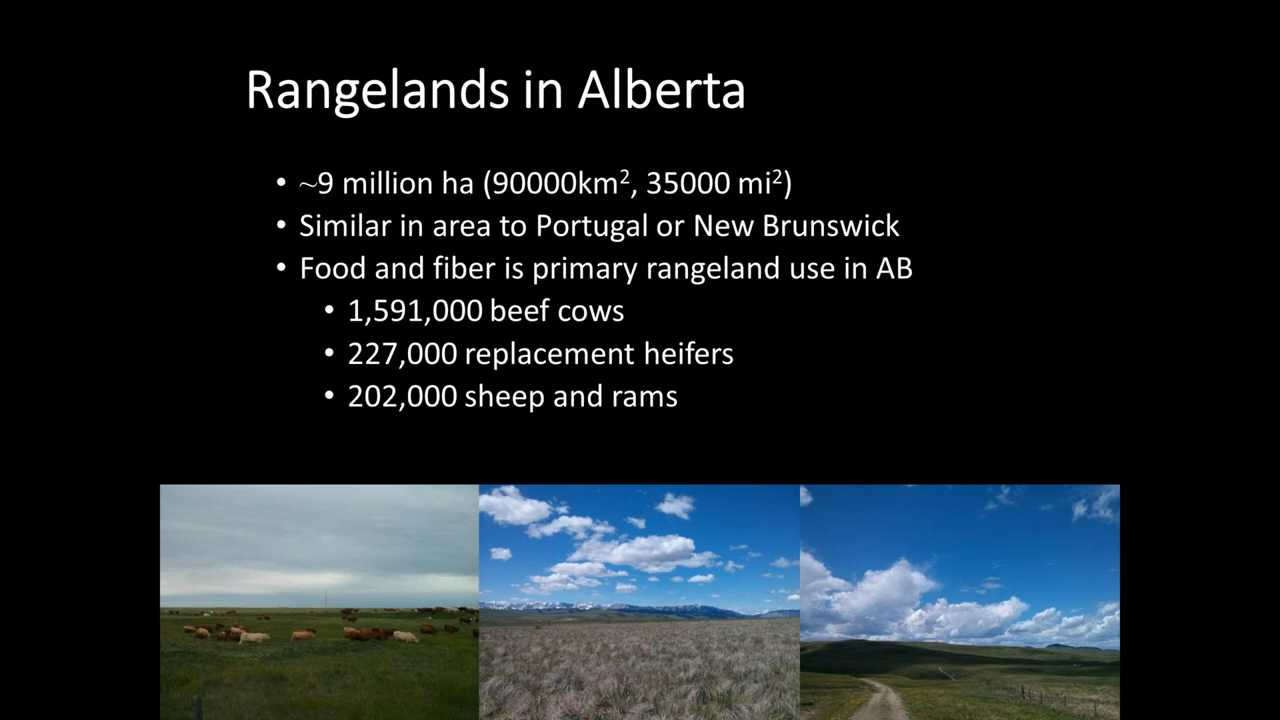 Rangelands in Alberta
• ~9 million ha (90000km², 35000 mi²)
• Similar in area to Portugal or New Brunswick
• Food and fiber is primary rangeland use in AB
• 1,591,000 beef cows
• 227,000 replacement heifers
• 202,000 sheep and rams